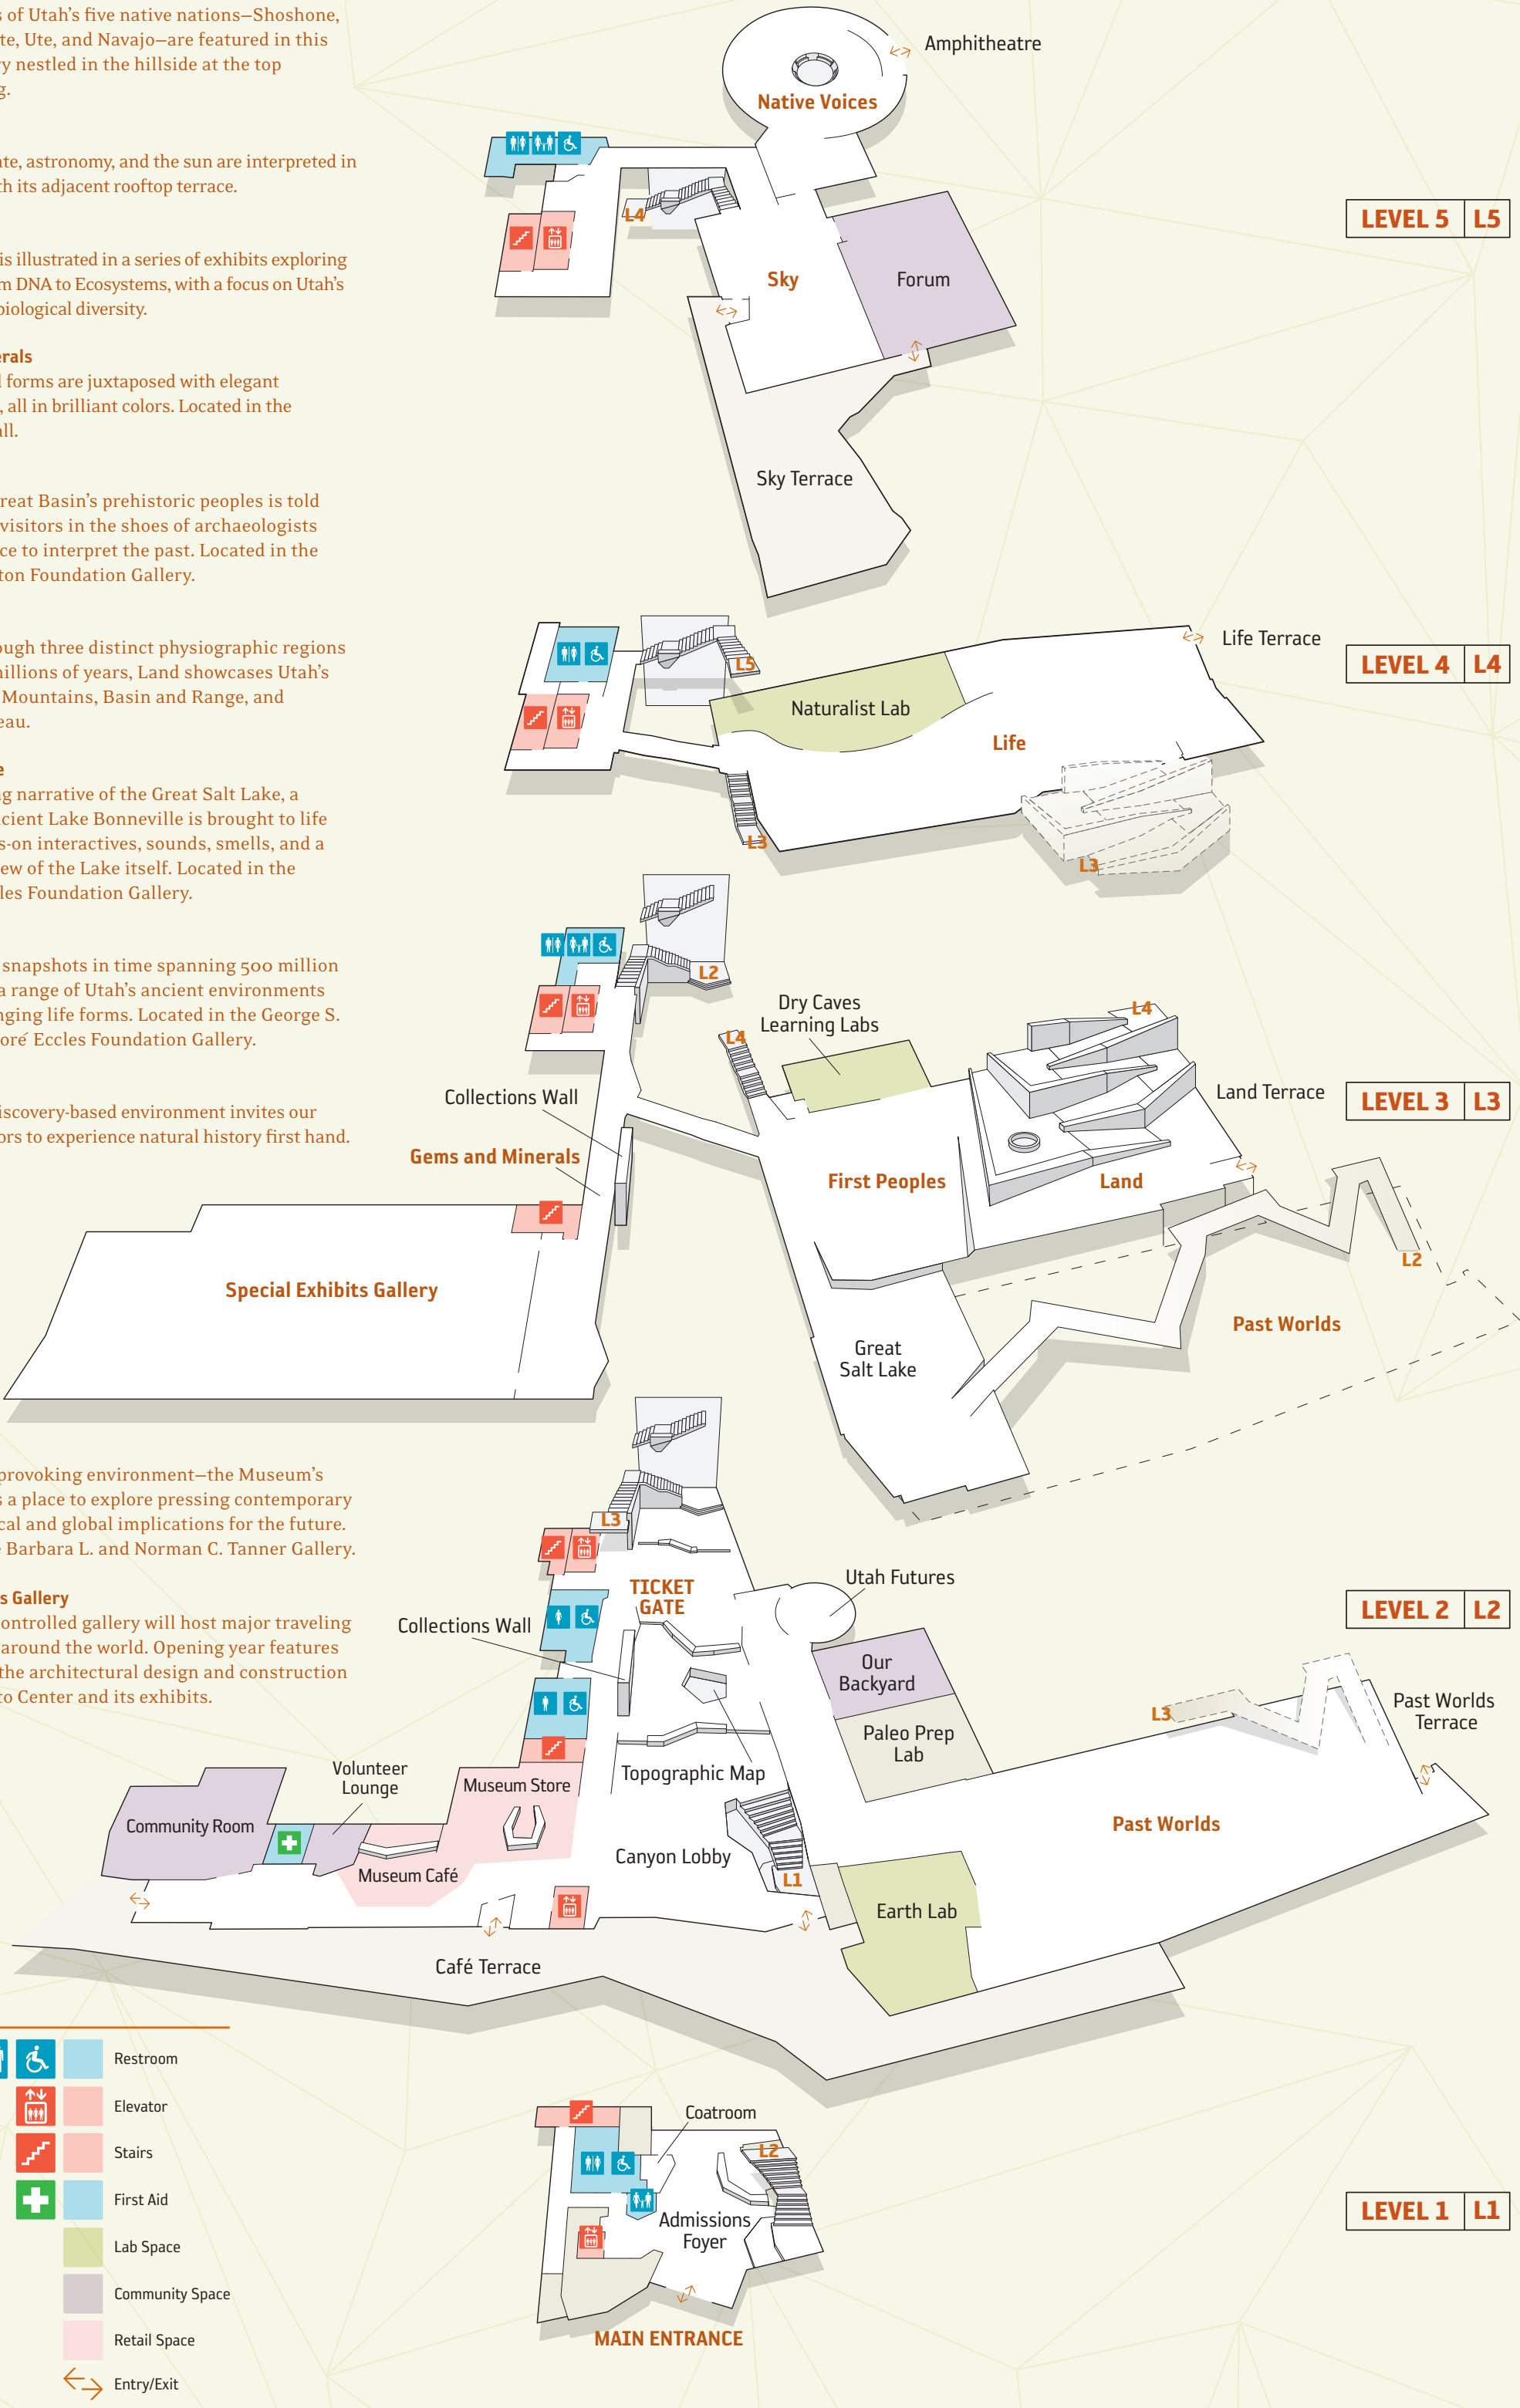 s of Utah's five native nations—Shoshone,
te, Ute, and Navajo—are featured in this
ry nestled in the hillside at the top
g.
ate, astronomy, and the sun are interpreted in
th its adjacent rooftop terrace.
is illustrated in a series of exhibits exploring
m DNA to Ecosystems, with a focus on Utah's
biological diversity.
erals
l forms are juxtaposed with elegant
, all in brilliant colors. Located in the
all.
reat Basin's prehistoric peoples is told
visitors in the shoes of archaeologists
ce to interpret the past. Located in the
ton Foundation Gallery.
ough three distinct physiographic regions
millions of years, Land showcases Utah's
Mountains, Basin and Range, and
eau.
e
ng narrative of the Great Salt Lake, a
ncient Lake Bonneville is brought to life
s-on interactives, sounds, smells, and a
ew of the Lake itself. Located in the
les Foundation Gallery.
snapshots in time spanning 500 million
a range of Utah's ancient environments
nging life forms. Located in the George S.
oré Eccles Foundation Gallery.
iscovery-based environment invites our
ors to experience natural history first hand.
provoking environment—the Museum's
s a place to explore pressing contemporary
cal and global implications for the future.
e Barbara L. and Norman C. Tanner Gallery.
s Gallery
ontrolled gallery will host major traveling
around the world. Opening year features
the architectural design and construction
to Center and its exhibits.
Amphitheatre
Native Voices
L4
LEVEL 5 L5
Sky
Forum
Sky Terrace
Life Terrace
LEVEL 4 L4
L5
Naturalist Lab
Life
L3
L3
L2
Dry Caves
Learning Labs
L4
L4
Collections Wall
Land Terrace
LEVEL 3 L3
Gems and Minerals
First Peoples
Land
L2
Special Exhibits Gallery
Past Worlds
Great
Salt Lake
L3
TICKET
GATE
Utah Futures
LEVEL 2 L2
Collections Wall
Our
Backyard
L3
Past Worlds
Terrace
Paleo Prep
Lab
Volunteer
Lounge
Museum Store
Topographic Map
Community Room
Past Worlds
Canyon Lobby
Museum Café
L1
Earth Lab
Café Terrace
Coatroom
L2
LEVEL 1 L1
Admissions
Foyer
MAIN ENTRANCE
Restroom
Elevator
Stairs
First Aid
Lab Space
Community Space
Retail Space
Entry/Exit